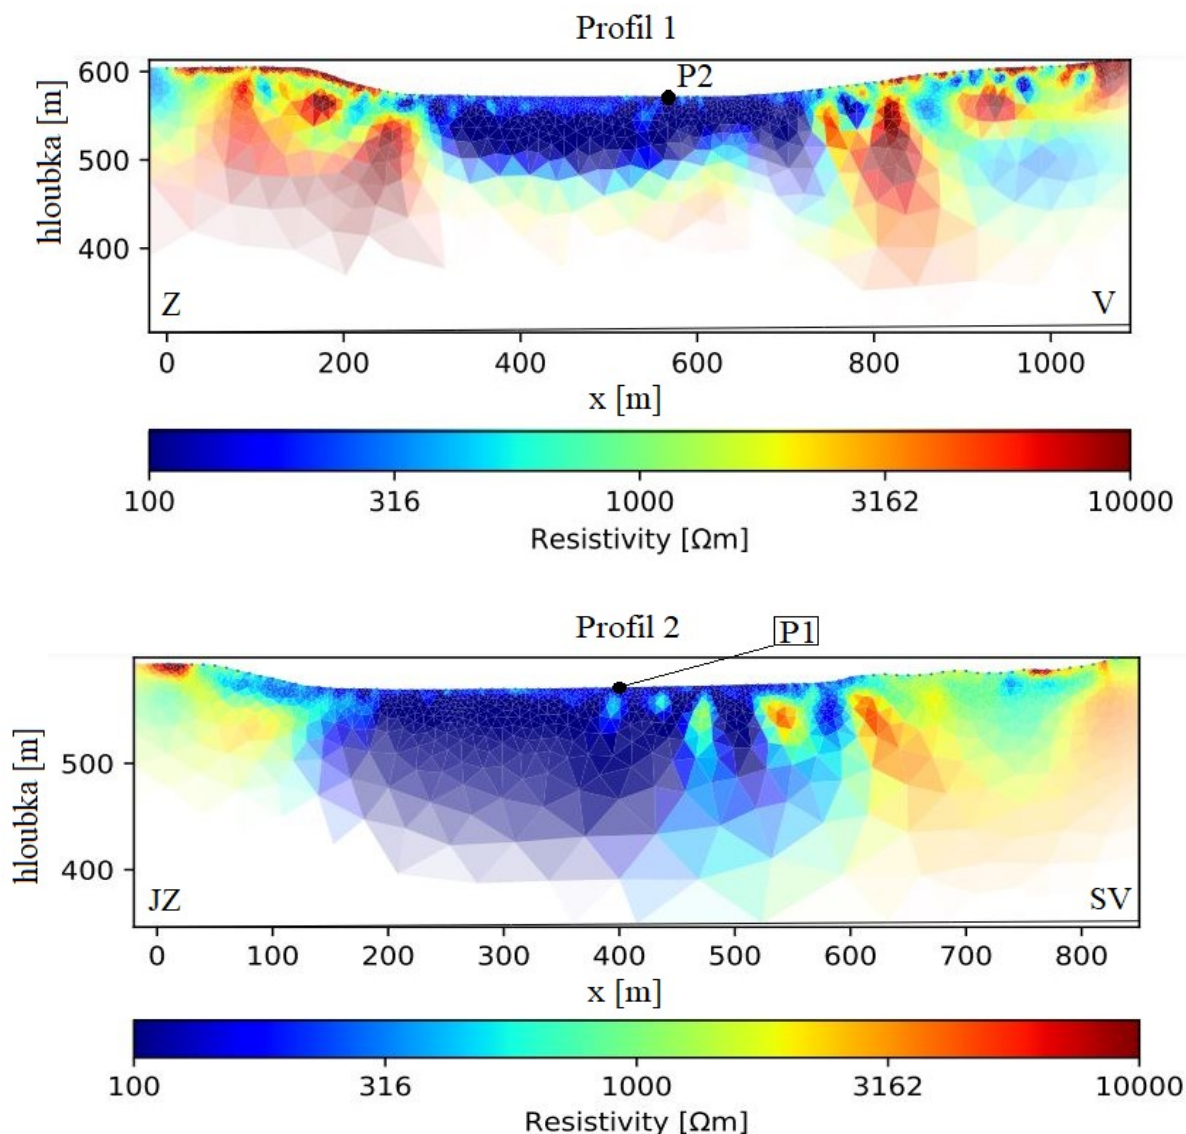 Profil 1
P2
600
500
400
hloubka [m]
Z
V
0 200 400 600 800 1000
x [m]
100 316 1000 3162 10000
Resistivity [Ωm]
Profil 2
P1
500
400
hloubka [m]
JZ
SV
0 100 200 300 400 500 600 700 800
x [m]
100 316 1000 3162 10000
Resistivity [Ωm]